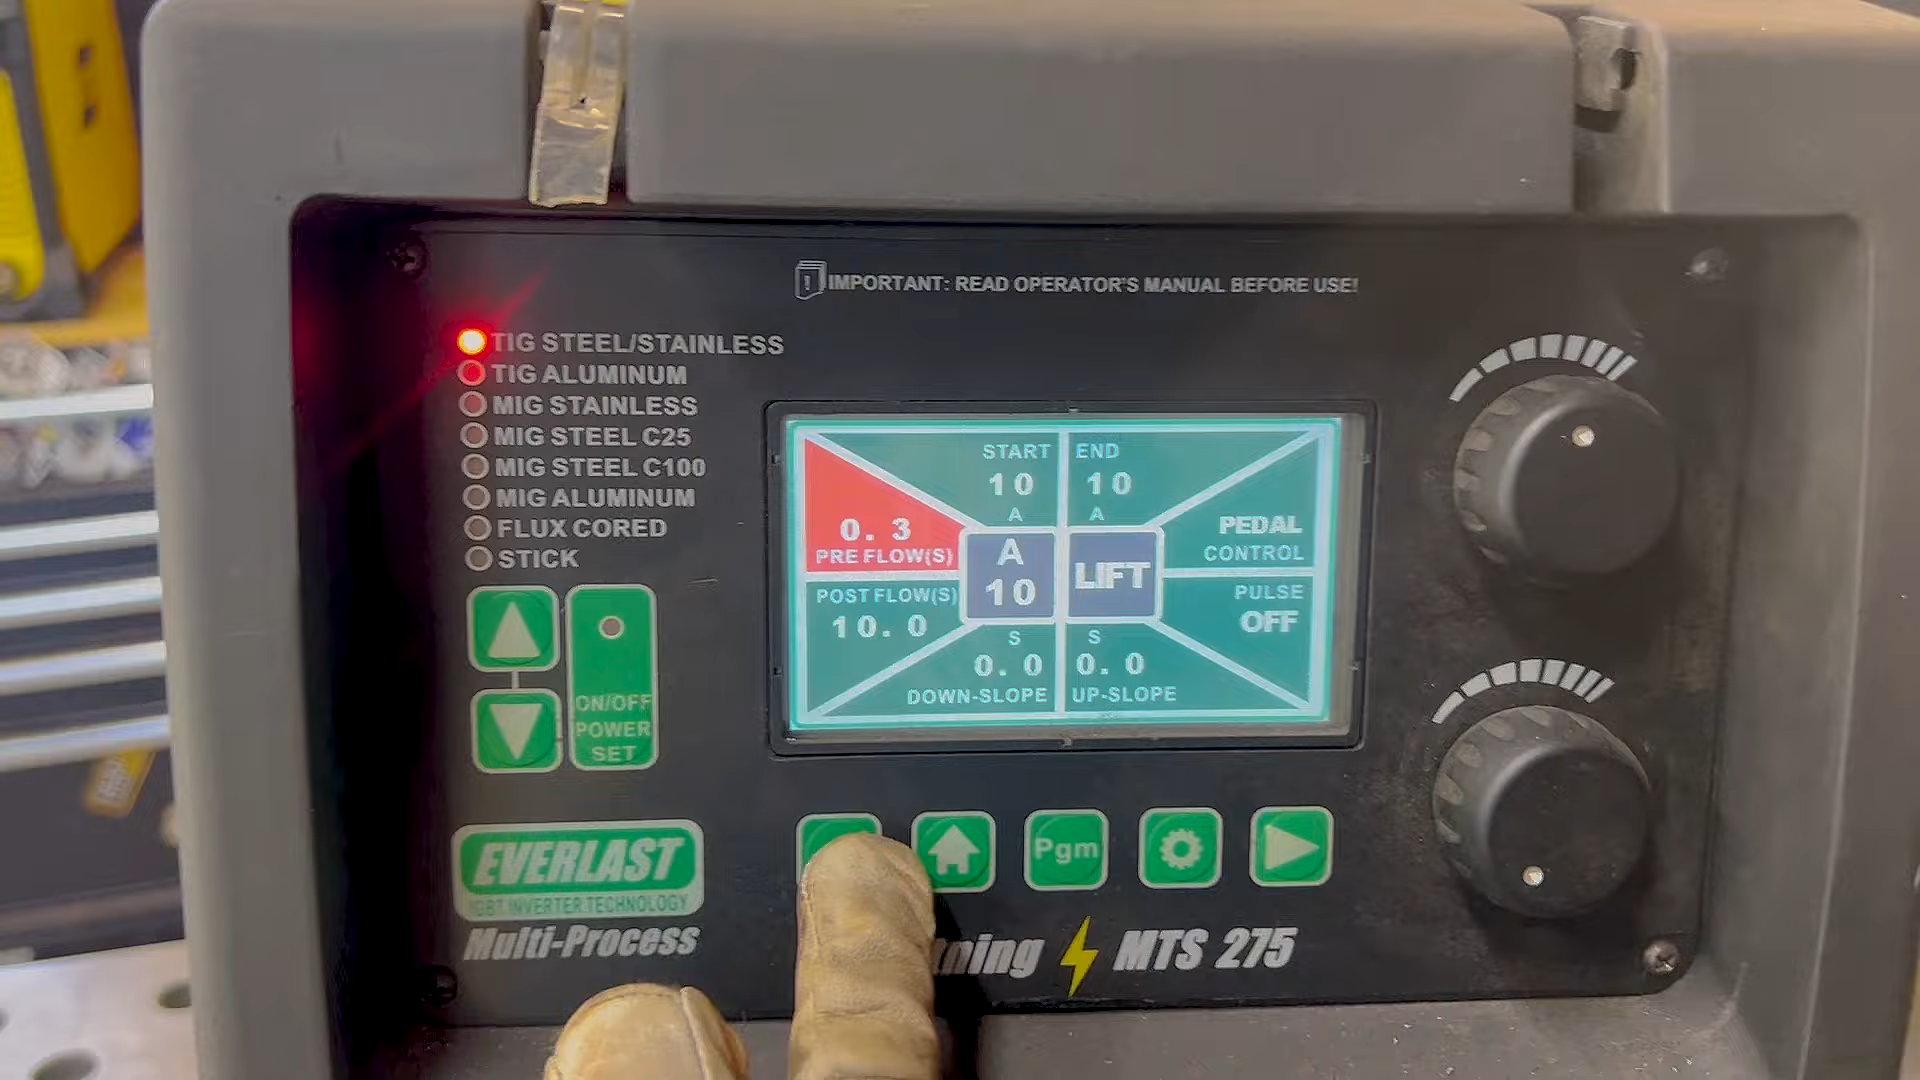 IMPORTANT: READ OPERATOR'S MANUAL BEFORE USE!
TIG STEEL/STAINLESS
TIG ALUMINUM
MIG STAINLESS
MIG STEEL C25
MIG STEEL C100
MIG ALUMINUM
FLUX CORED
STICK
ON/OFF
POWER
SET
START
10
A
END
10
A
0.3
PRE FLOW(S)
A
10
LIFT
PEDAL
CONTROL
POST FLOW(S)
10.0
PULSE
OFF
S
0.0
DOWN-SLOPE
S
0.0
UP-SLOPE
Pgm
EVERLAST
IGBT INVERTER TECHNOLOGY
Multi-Process
MTS 275